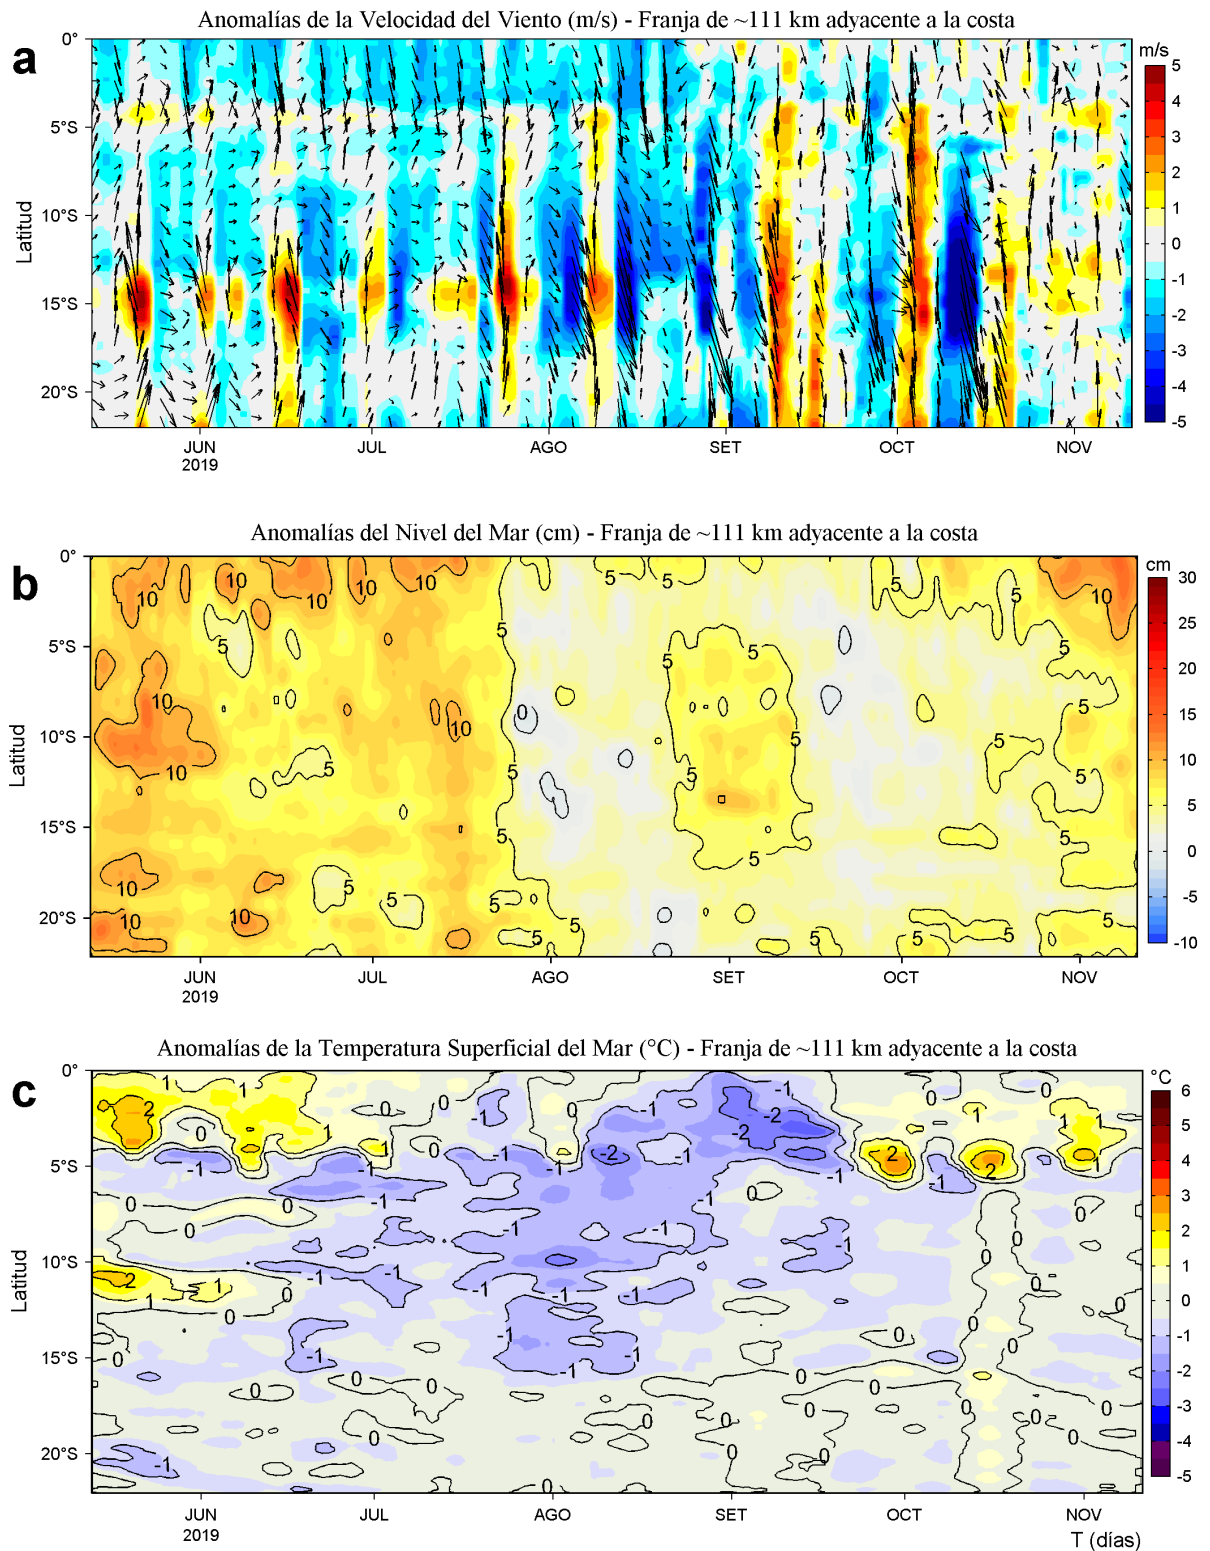 Anomalías de la Velocidad del Viento (m/s) - Franja de ~111 km adyacente a la costa
a
m/s
0°
5°S
10°S
15°S
20°S
Latitud
JUN JUL AGO SET OCT NOV
2019
5
4
3
2
1
0
-1
-2
-3
-4
-5
Anomalías del Nivel del Mar (cm) - Franja de ~111 km adyacente a la costa
b
cm
0°
5°S
10°S
15°S
20°S
Latitud
JUN JUL AGO SET OCT NOV
2019
30
25
20
15
10
5
0
-5
-10
Anomalías de la Temperatura Superficial del Mar (°C) - Franja de ~111 km adyacente a la costa
c
°C
0°
5°S
10°S
15°S
20°S
Latitud
JUN JUL AGO SET OCT NOV
2019
T (días)
6
5
4
3
2
1
0
-1
-2
-3
-4
-5